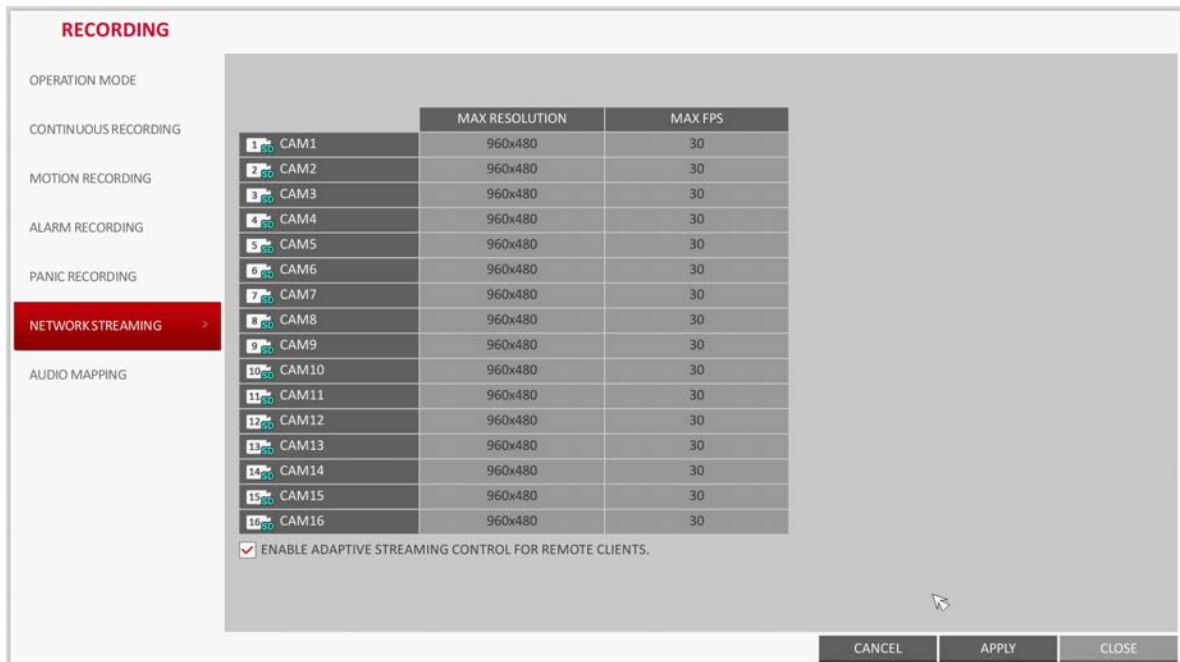 RECORDING
OPERATION MODE
CONTINUOUS RECORDING
MOTION RECORDING
ALARM RECORDING
PANIC RECORDING
NETWORK STREAMING >
AUDIO MAPPING
MAX RESOLUTION MAX FPS
1 SD CAM1 960x480 30
2 SD CAM2 960x480 30
3 SD CAM3 960x480 30
4 SD CAM4 960x480 30
5 SD CAM5 960x480 30
6 SD CAM6 960x480 30
7 SD CAM7 960x480 30
8 SD CAM8 960x480 30
9 SD CAM9 960x480 30
10 SD CAM10 960x480 30
11 SD CAM11 960x480 30
12 SD CAM12 960x480 30
13 SD CAM13 960x480 30
14 SD CAM14 960x480 30
15 SD CAM15 960x480 30
16 SD CAM16 960x480 30
ENABLE ADAPTIVE STREAMING CONTROL FOR REMOTE CLIENTS.
CANCEL APPLY CLOSE